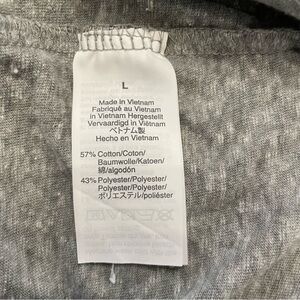 L
Made in Vietnam
Fabriqué au Vietnam
in Vietnam Hergestellt
Vervaardigd in Viëtnam
ベトナム製
Hecho en Vietnam
57% Cotton/Coton/
Baumwolle/Katoen/
綿/algodón
43% Polyester/Polyester/
Polyester/Polyester/
ポリエステル/poliéster